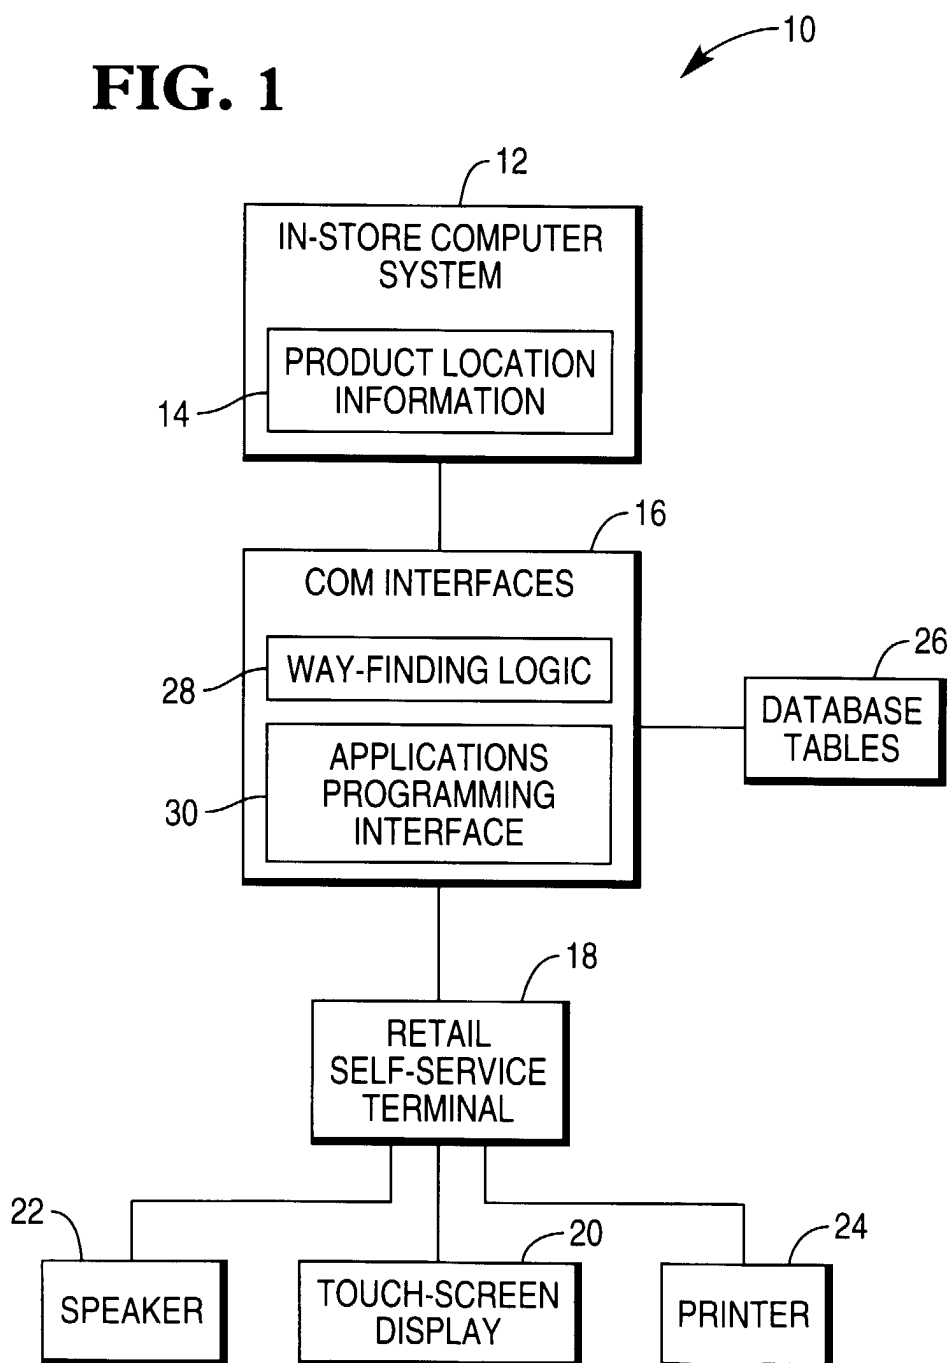 10
FIG. 1
12
IN-STORE COMPUTER
SYSTEM
PRODUCT LOCATION
INFORMATION
14
16
COM INTERFACES
WAY-FINDING LOGIC
28
26
DATABASE
TABLES
APPLICATIONS
PROGRAMMING
INTERFACE
30
18
RETAIL
SELF-SERVICE
TERMINAL
22
20
24
SPEAKER
TOUCH-SCREEN
DISPLAY
PRINTER